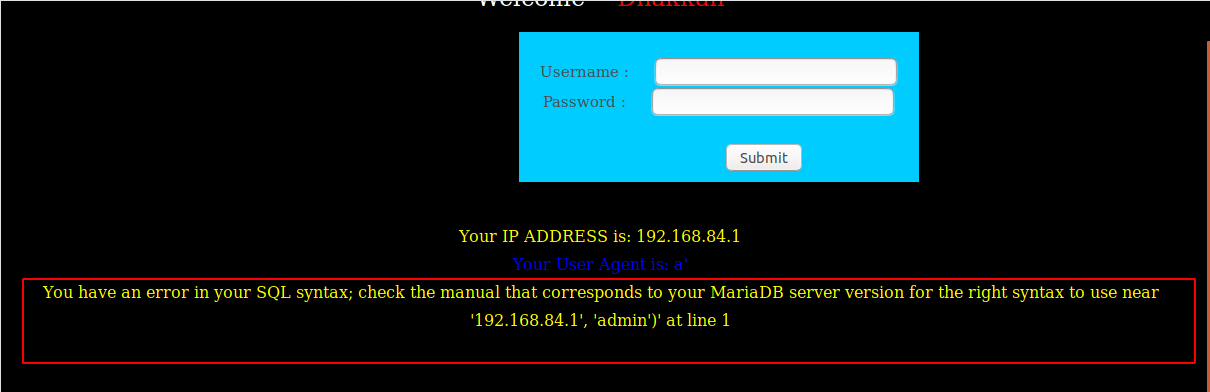 Welcome Dhakkan
Username :
Password :
Submit
Your IP ADDRESS is: 192.168.84.1
Your User Agent is: a'
You have an error in your SQL syntax; check the manual that corresponds to your MariaDB server version for the right syntax to use near
'192.168.84.1', 'admin')' at line 1